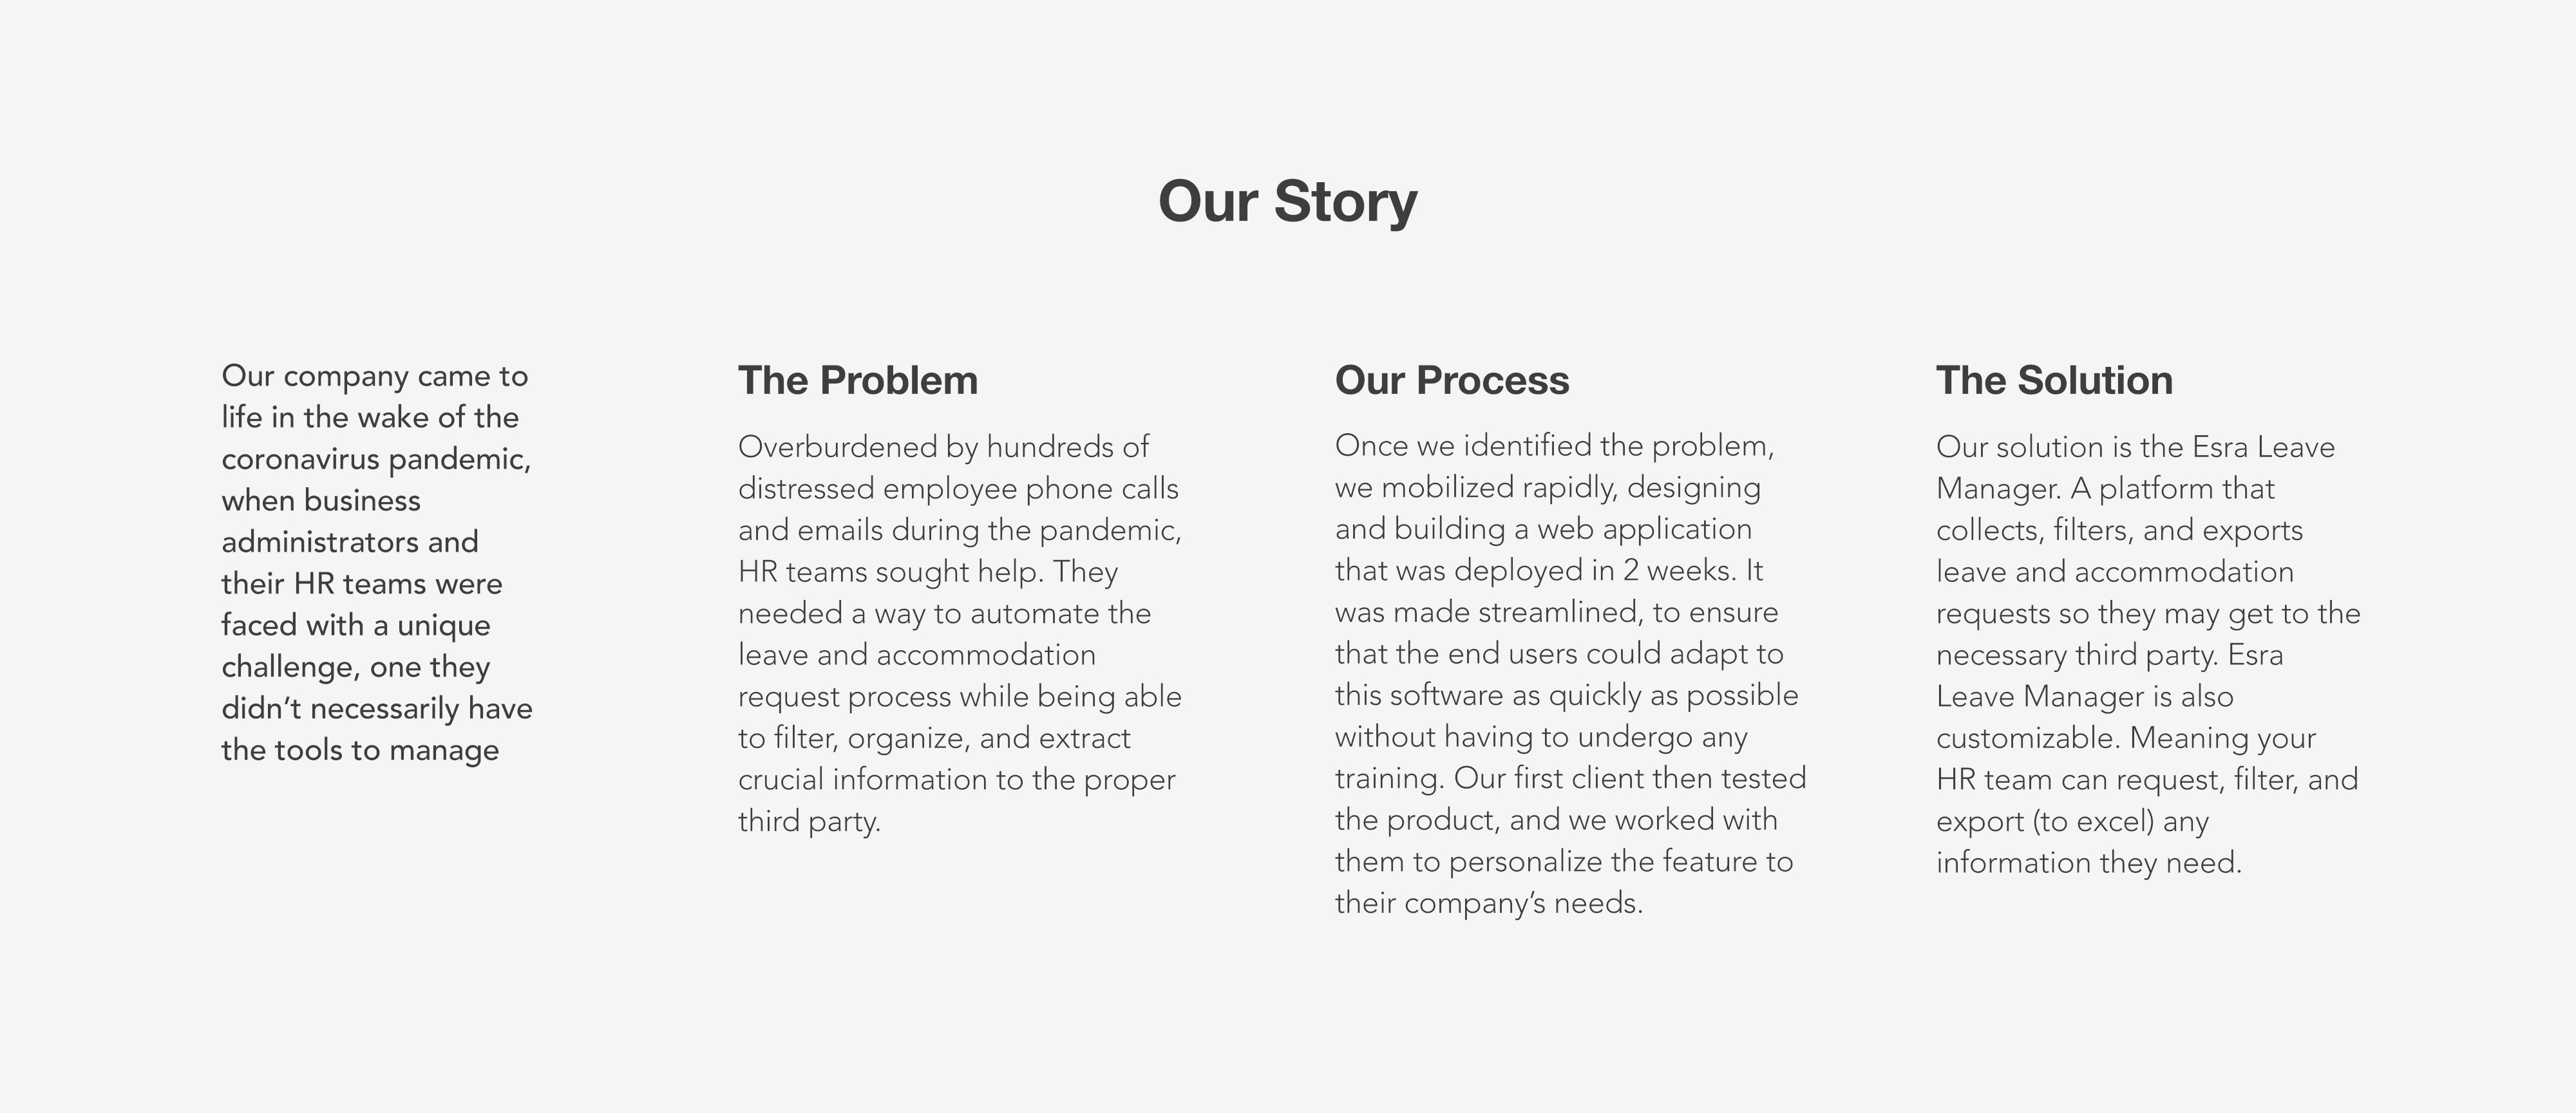 Our Story
Our company came to
life in the wake of the
coronavirus pandemic,
when business
administrators and
their HR teams were
faced with a unique
challenge, one they
didn’t necessarily have
the tools to manage
The Problem
Overburdened by hundreds of
distressed employee phone calls
and emails during the pandemic,
HR teams sought help. They
needed a way to automate the
leave and accommodation
request process while being able
to filter, organize, and extract
crucial information to the proper
third party.
Our Process
Once we identified the problem,
we mobilized rapidly, designing
and building a web application
that was deployed in 2 weeks. It
was made streamlined, to ensure
that the end users could adapt to
this software as quickly as possible
without having to undergo any
training. Our first client then tested
the product, and we worked with
them to personalize the feature to
their company’s needs.
The Solution
Our solution is the Esra Leave
Manager. A platform that
collects, filters, and exports
leave and accommodation
requests so they may get to the
necessary third party. Esra
Leave Manager is also
customizable. Meaning your
HR team can request, filter, and
export (to excel) any
information they need.